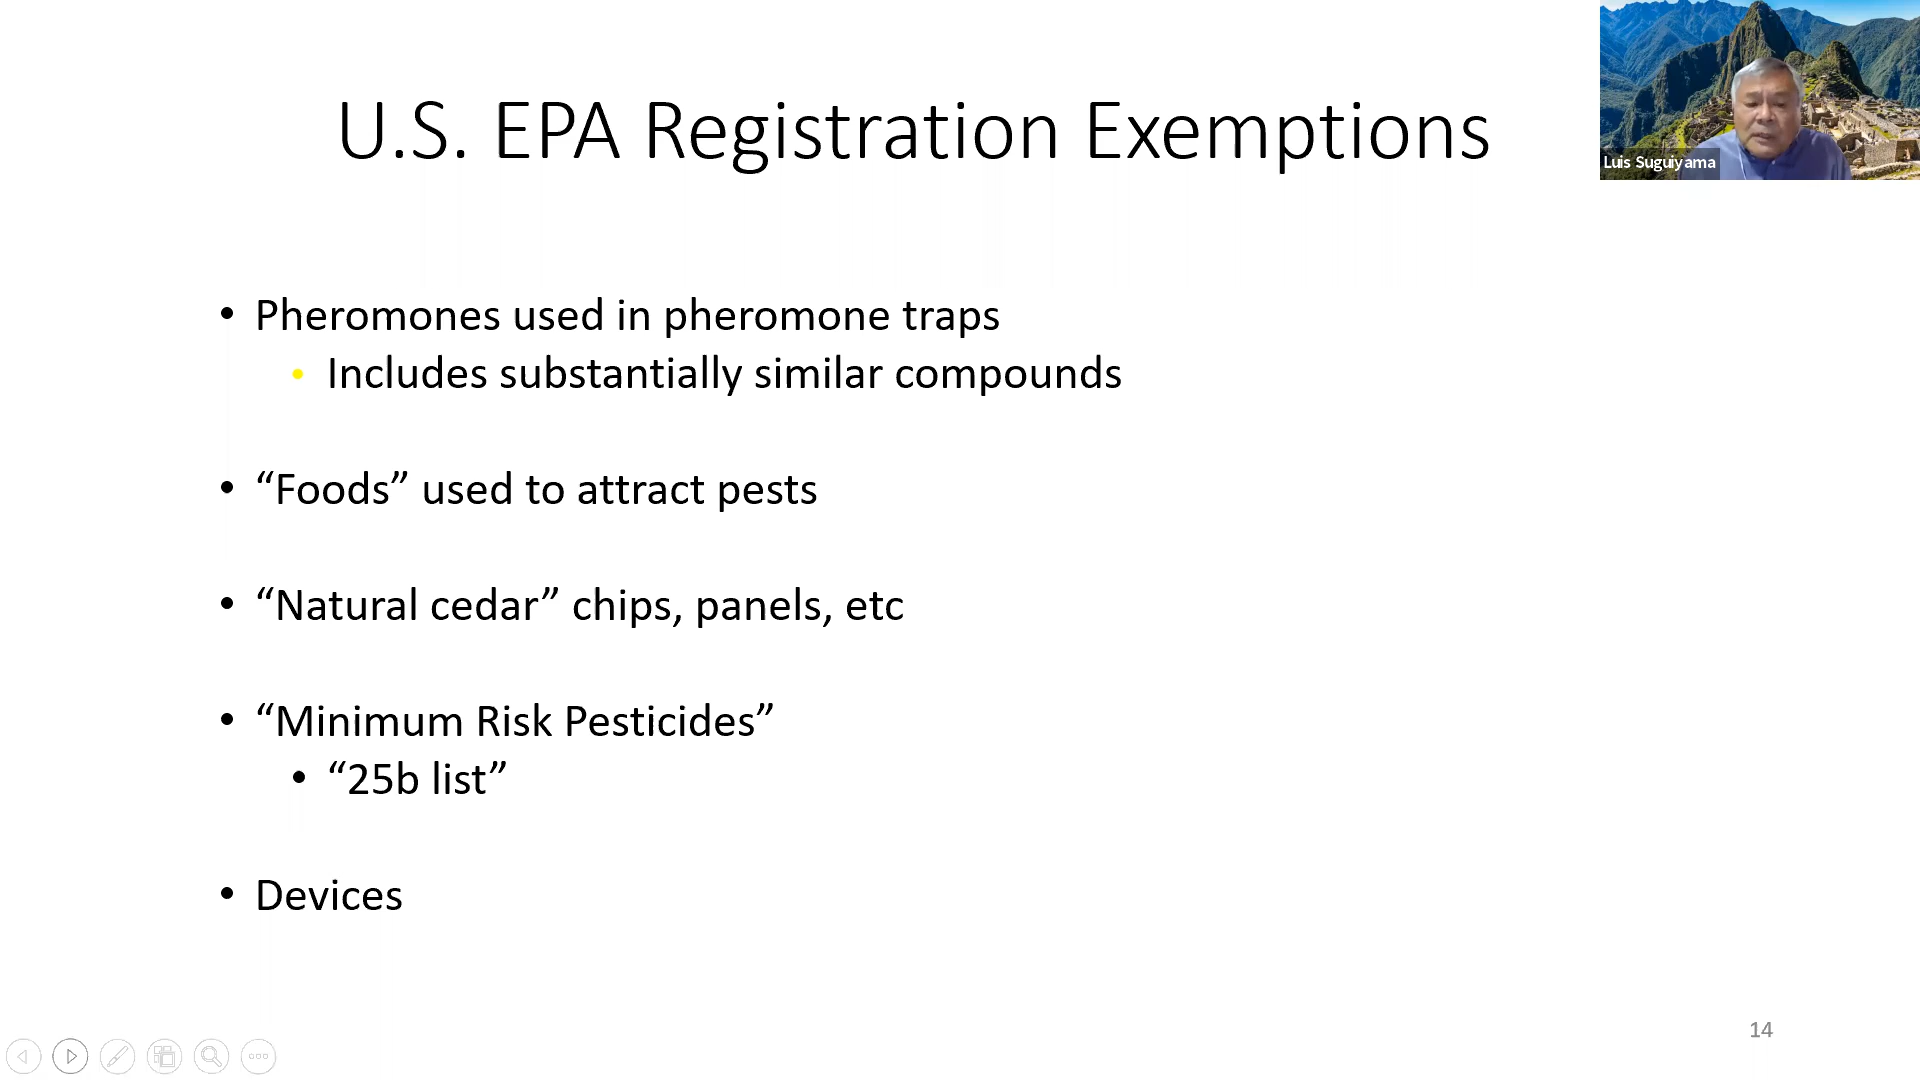 U.S. EPA Registration Exemptions
Luis Suguiyama
• Pheromones used in pheromone traps
• Includes substantially similar compounds
• “Foods” used to attract pests
• “Natural cedar” chips, panels, etc
• “Minimum Risk Pesticides”
• “25b list”
• Devices
14